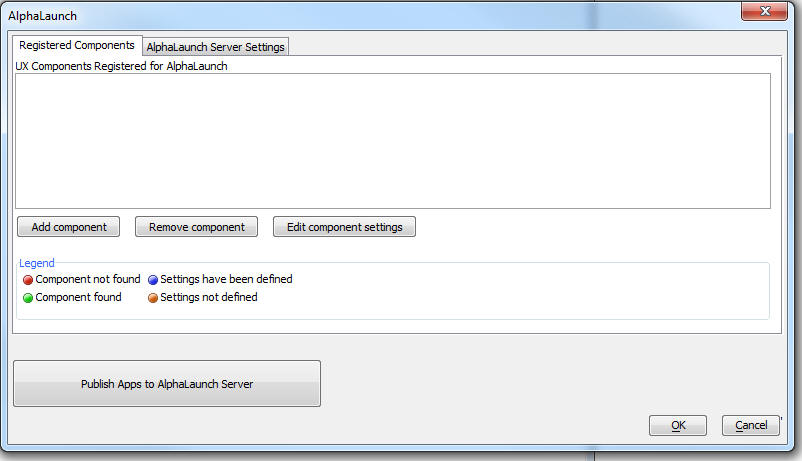 AlphaLaunch
Registered Components AlphaLaunch Server Settings
UX Components Registered for AlphaLaunch
Add component Remove component Edit component settings
Legend
Component not found Settings have been defined
Component found Settings not defined
Publish Apps to AlphaLaunch Server
OK Cancel